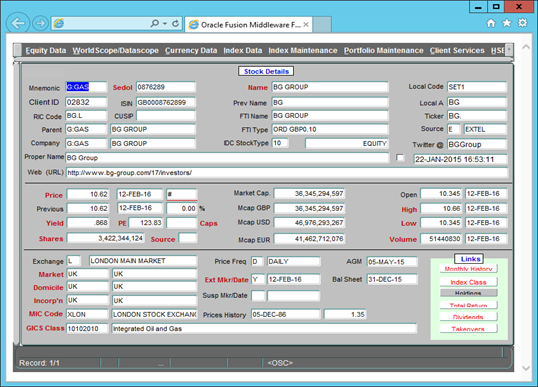 Oracle Fusion Middleware F...
Equity Data WorldScope/Datascope Currency Data Index Data Index Maintenance Portfolio Maintenance Client Services
Stock Details
Mnemonic G:GAS Sedol 0876289 Name BG GROUP Local Code SET1
Client ID 02832 ISIN GB0008762899 Prev Name BG Local A BG.
RIC Code BG.L CUSIP FTI Name BG GROUP Ticker BG.
Parent G:GAS BG GROUP FTI Type ORD GBP0.10 Source E EXTEL
Company G:GAS BG GROUP IDC StockType 10 EQUITY Twitter @ BGGroup
Proper Name BG Group 22-JAN-2015 16:53:11
Web (URL) http://www.bg-group.com/17/investors/
Price 10.62 12-FEB-16 # Market Cap. 36,345,294,597 Open 10.345 12-FEB-16
Previous 10.62 12-FEB-16 0.00 % Mcap GBP 36,345,294,597 High 10.66 12-FEB-16
Yield .868 PE 123.83 Caps Mcap USD 46,976,293,267 Low 10.345 12-FEB-16
Shares 3,422,344,124 Source Mcap EUR 41,462,712,076 Volume 51440830 12-FEB-16
Exchange L LONDON MAIN MARKET Price Freq D DAILY AGM 05-MAY-15 Links
Market UK UK Ext Mkr/Date Y 12-FEB-16 Bal Sheet 31-DEC-15 Monthly History
Domicile UK UK Susp Mkr/Date Index Class
Incorp'n UK UK Holdings
MIC Code XLON LONDON STOCK EXCHANG Prices History 05-DEC-86 1.35 Total Return
GICS Class 10102010 Integrated Oil and Gas Dividends
Takeovers
Record: 1/1 ... <OSC>